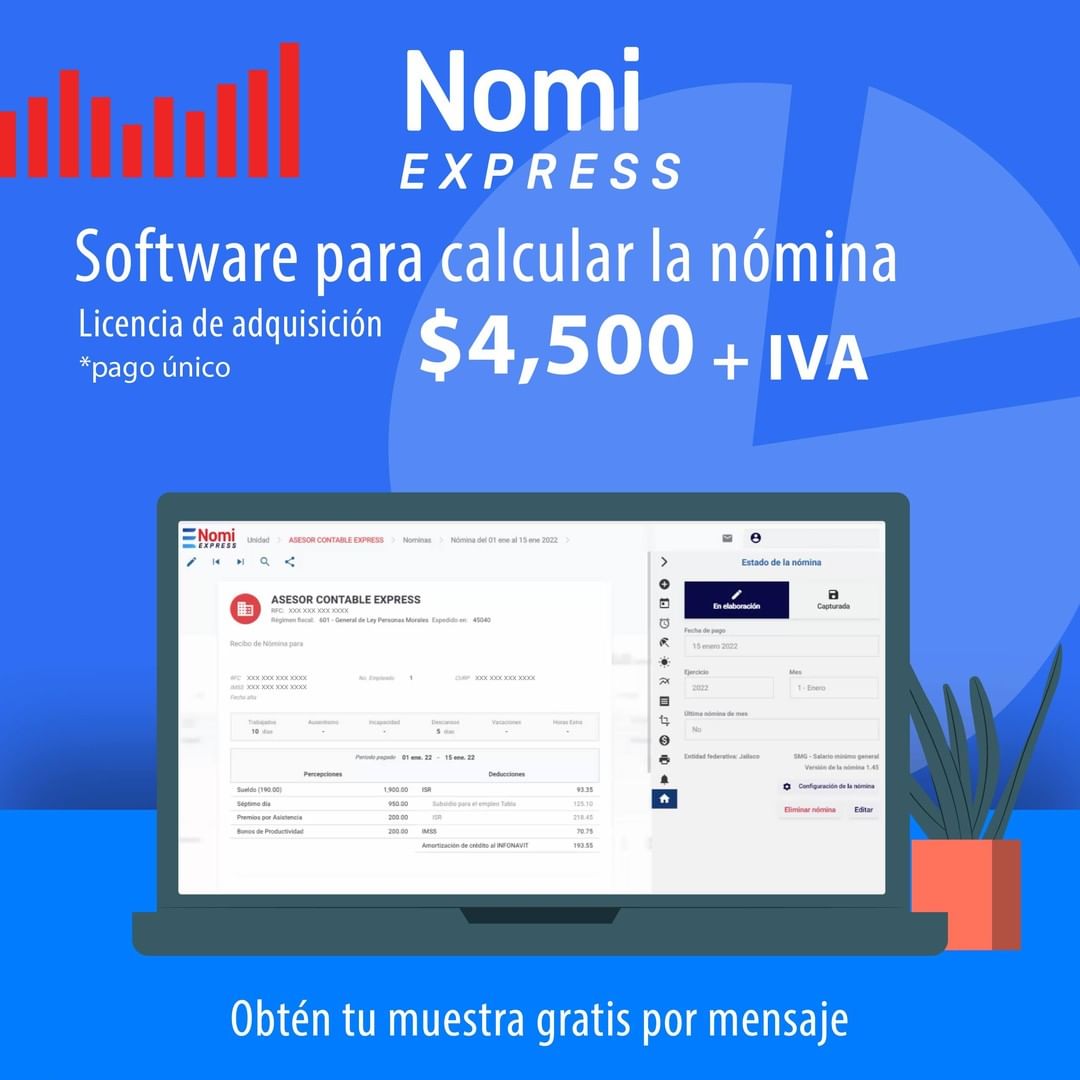 Nomi
EXPRESS
Software para calcular la nómina
Licencia de adquisición
*pago único
$4,500 + IVA
Nomi
EXPRESS
Unidad > ASESOR CONTABLE EXPRESS > Nominas > Nómina del 01 ene al 15 ene 2022 >
ASESOR CONTABLE EXPRESS
RFC: XXX XXX XXX XXXX
Régimen fiscal: 601 - General de Ley Personas Morales Expedido en: 45040
Recibo de Nómina para
RFC XXX XXX XXX XXXX No. Empleado 1 CURP XXX XXX XXX XXXX
IMSS XXX XXX XXX XXXX
Fecha alta
Trabajados Ausentismo Incapacidad Descansos Vacaciones Horas Extra
10 días - - 5 días - -
Periodo pagado 01 ene. 22 - 15 ene. 22
Percepciones Deducciones
Sueldo (190.00) 1,900.00 ISR 93.35
Séptimo día 950.00 Subsidio para el empleo Tabla 125.10
Premios por Asistencia 200.00 ISR 218.45
Bonos de Productividad 200.00 IMSS 70.75
Amortización de crédito al INFONAVIT 193.55
Estado de la nómina
En elaboración Capturada
Fecha de pago
15 enero 2022
Ejercicio Mes
2022 1 - Enero
Última nómina de mes
No
Entidad federativa: Jalisco SMG - Salario mínimo general
Versión de la nómina 1.45
Configuración de la nómina
Eliminar nómina Editar
Obtén tu muestra gratis por mensaje